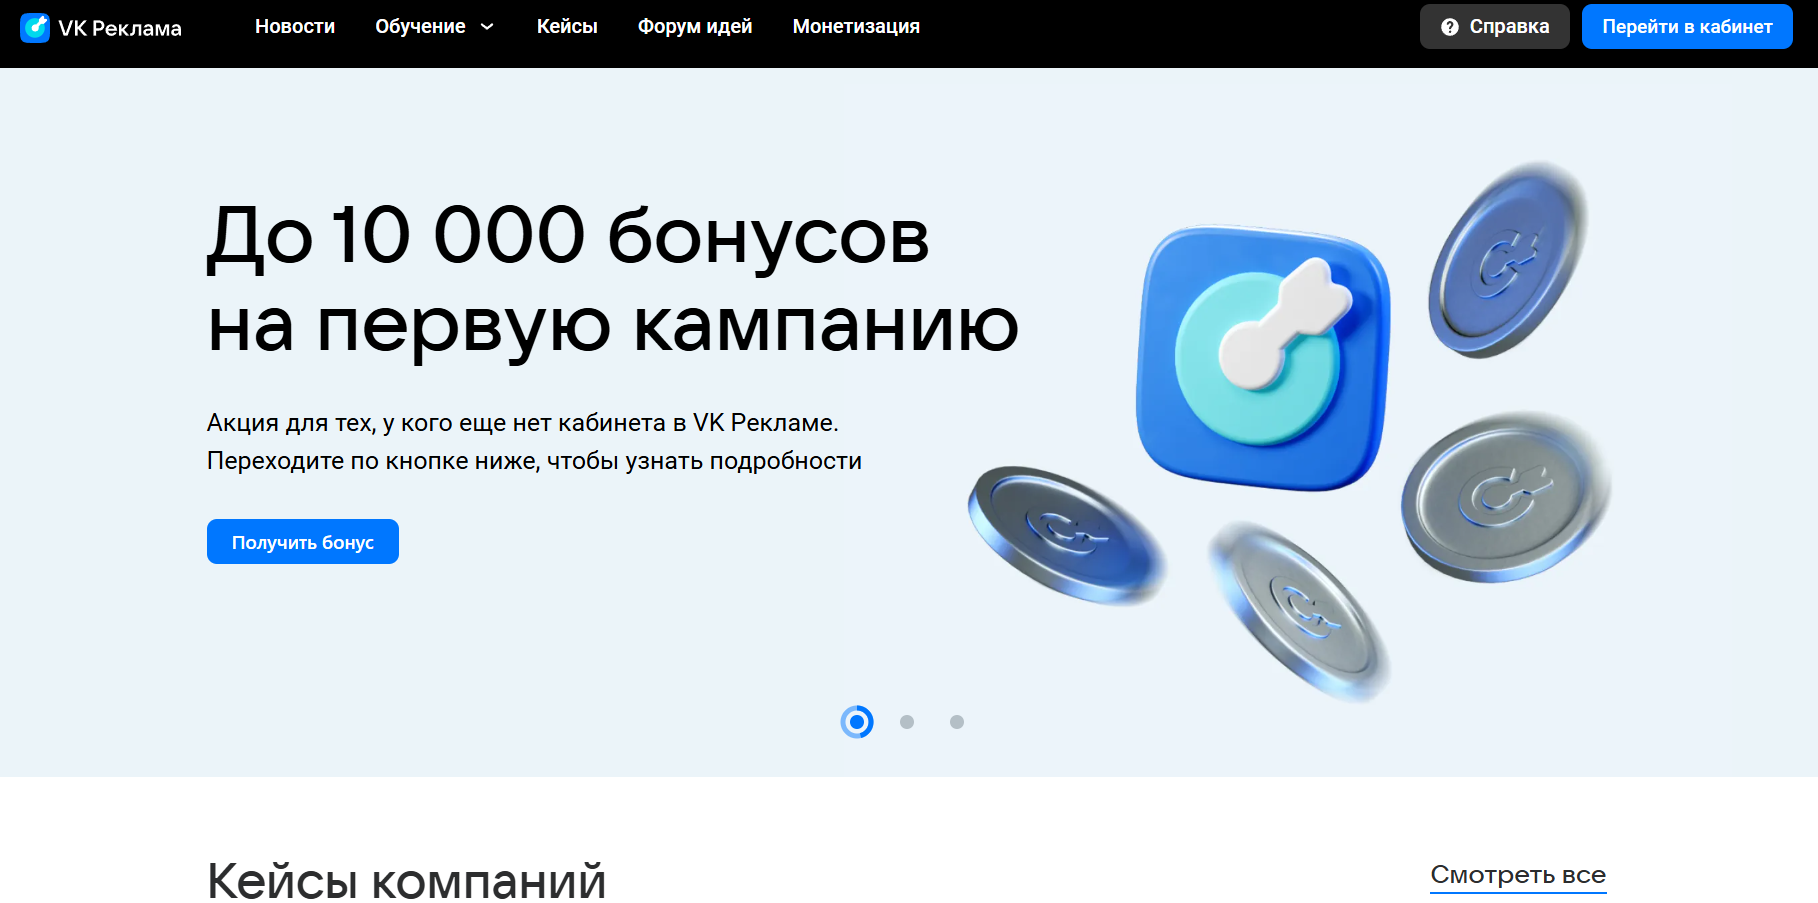 VK Реклама
Новости
Обучение
Кейсы
Форум идей
Монетизация
Справка
Перейти в кабинет
До 10 000 бонусов
на первую кампанию
Акция для тех, у кого еще нет кабинета в VK Рекламе.
Переходите по кнопке ниже, чтобы узнать подробности
Получить бонус
Кейсы компаний
Смотреть все